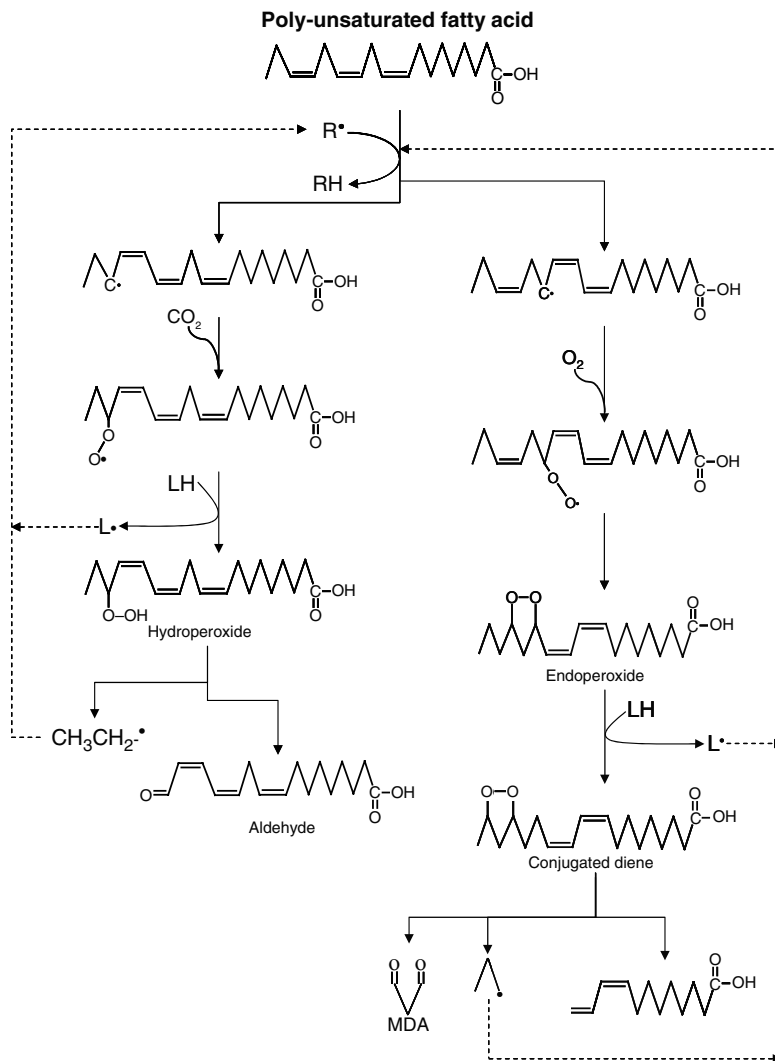 Poly-unsaturated fatty acid
C–OH
O
R•
RH
C•
C–OH
O
C•
C–OH
O
CO2
O2
C–OH
O
O
O•
C–OH
O
O
O•
LH
L•
C–OH
O
O–OH
Hydroperoxide
O–O
O
C–OH
Endoperoxide
LH
L•
CH3CH2-•
O
C–OH
O
Aldehyde
O–O
O
C–OH
Conjugated diene
O O
MDA
•
O
C–OH